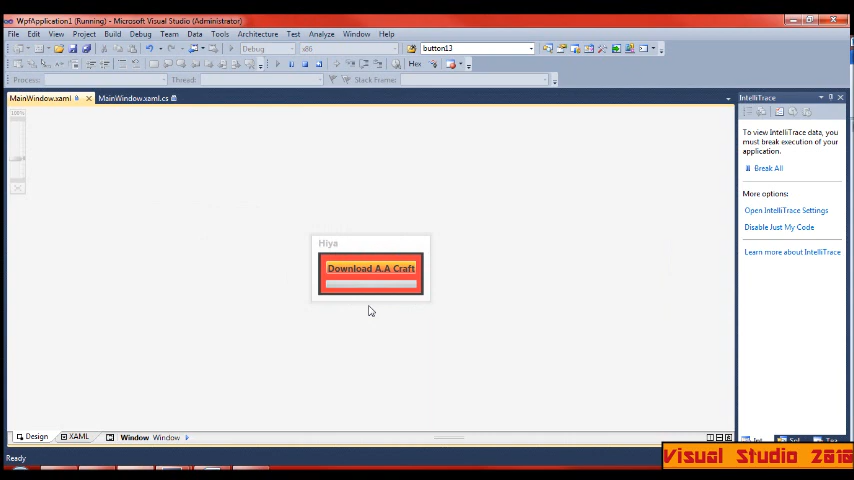 WpfApplication1 (Running) - Microsoft Visual Studio (Administrator)
File Edit View Project Build Debug Team Data Tools Architecture Test Analyze Window Help
Debug x86 button13
Hex
Process: Thread: Stack Frame:
MainWindow.xaml MainWindow.xaml.cs
IntelliTrace
100%
To view IntelliTrace data, you
must break execution of your
application.
Break All
More options:
Open IntelliTrace Settings
Disable Just My Code
Learn more about IntelliTrace
Hiya
Download A.A Craft
Design XAML Window Window
Ready
Visual Studio 2010